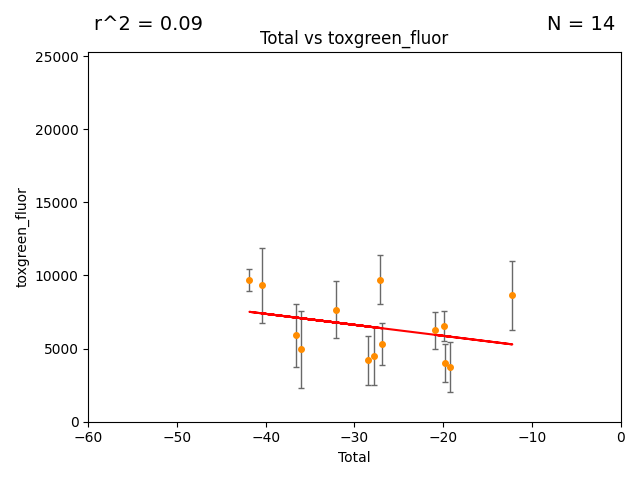 r^2 = 0.09
N = 14
Total vs toxgreen_fluor
25000
20000
15000
10000
5000
0
toxgreen_fluor
−60
−50
−40
−30
−20
−10
0
Total